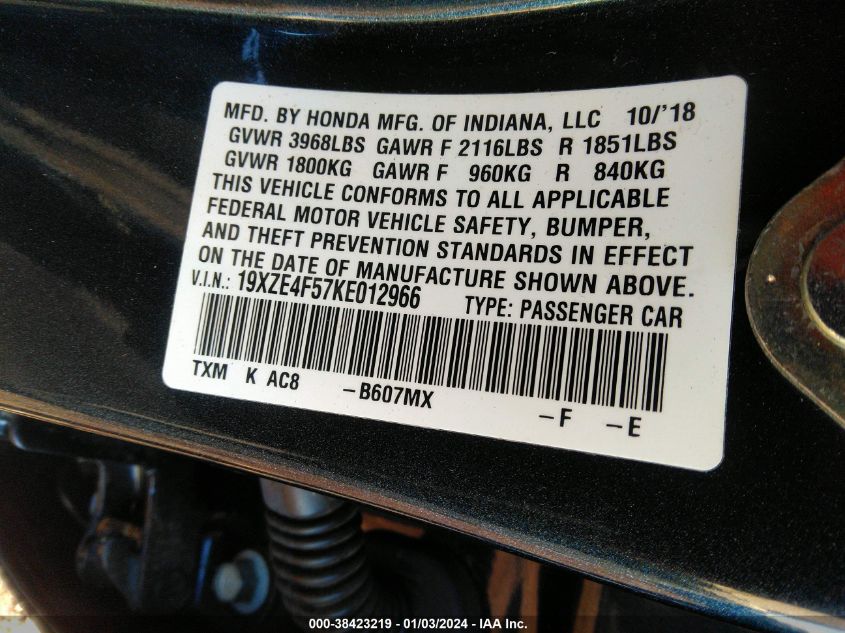 MFD. BY HONDA MFG. OF INDIANA, LLC 10/'18
GVWR 3968LBS GAWR F 2116LBS R 1851LBS
GVWR 1800KG GAWR F 960KG R 840KG
THIS VEHICLE CONFORMS TO ALL APPLICABLE
FEDERAL MOTOR VEHICLE SAFETY, BUMPER,
AND THEFT PREVENTION STANDARDS IN EFFECT
ON THE DATE OF MANUFACTURE SHOWN ABOVE.
V.I.N.: 19XZE4F57KE012966 TYPE: PASSENGER CAR
TXM K AC8 -B607MX -F -E
000-38423219 - 01/03/2024 - IAA Inc.